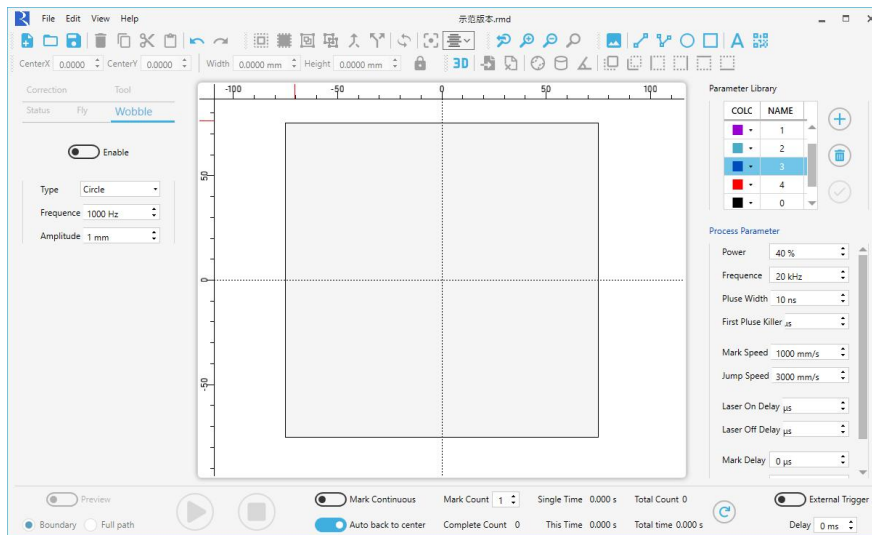 File Edit View Help 示范版本.rmd
CenterX 0.0000 CenterY 0.0000 Width 0.0000 mm Height 0.0000 mm 3D
Correction Tool
Status Fly Wobble
Enable
Type Circle
Frequence 1000 Hz
Amplitude 1 mm
-100 -50 0 50 100
50
0
-50
Parameter Library
COLC NAME
1
2
3
4
0
Process Parameter
Power 40 %
Frequence 20 kHz
Pluse Width 10 ns
First Pluse Killer µs
Mark Speed 1000 mm/s
Jump Speed 3000 mm/s
Laser On Delay µs
Laser Off Delay µs
Mark Delay 0 µs
Preview Mark Continuous Mark Count 1 Single Time 0.000 s Total Count 0 External Trigger
Boundary Full path Auto back to center Complete Count 0 This Time 0.000 s Total time 0.000 s Delay 0 ms